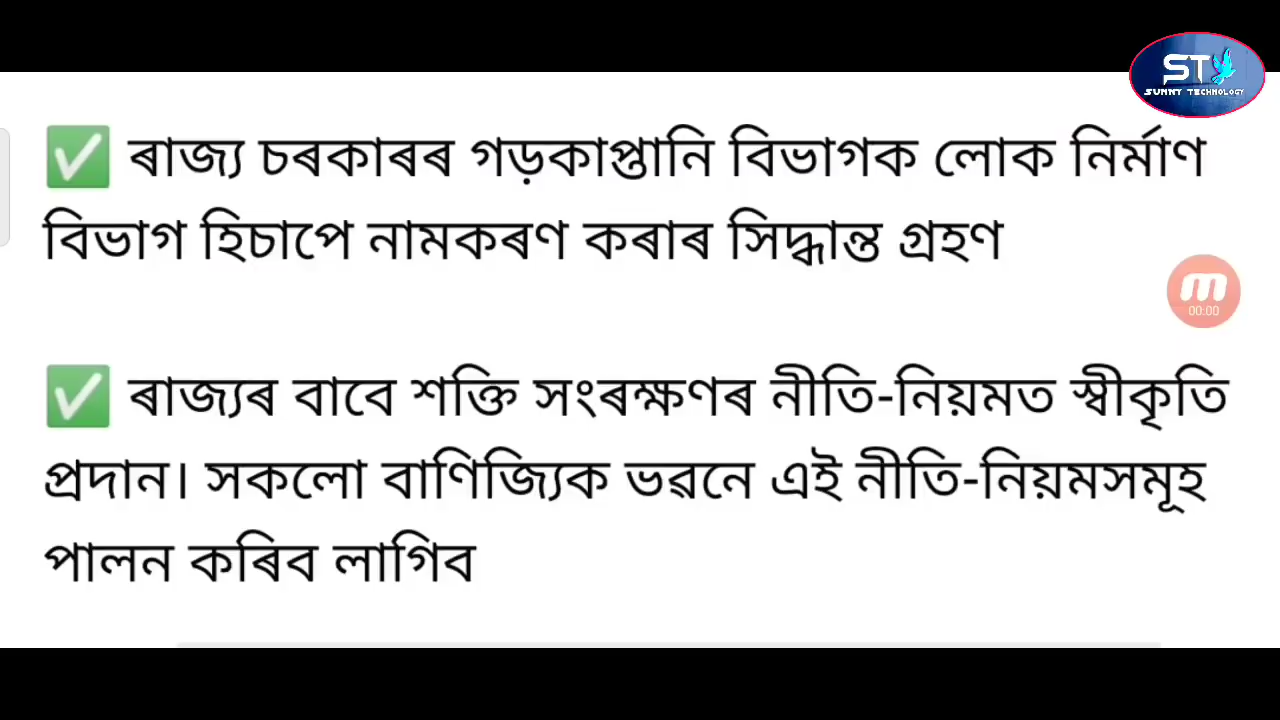 ST
SUNNY TECHNOLOGY
✅ ৰাজ্য চৰকাৰৰ গড়কাপ্তানি বিভাগক লোক নিৰ্মাণ
বিভাগ হিচাপে নামকৰণ কৰাৰ সিদ্ধান্ত গ্ৰহণ
m
00:00
✅ ৰাজ্যৰ বাবে শক্তি সংৰক্ষণৰ নীতি-নিয়মত স্বীকৃতি
প্ৰদান। সকলো বাণিজ্যিক ভৱনে এই নীতি-নিয়মসমূহ
পালন কৰিব লাগিব